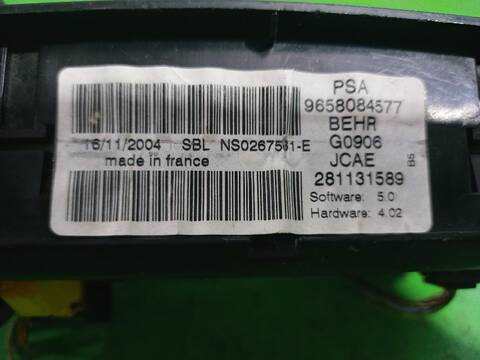 PSA
9658084577
BEHR
16/11/2004 SBL NS0267561-E G0906
made in france JCAE B5
281131589
Software: 5.0
Hardware: 4.02